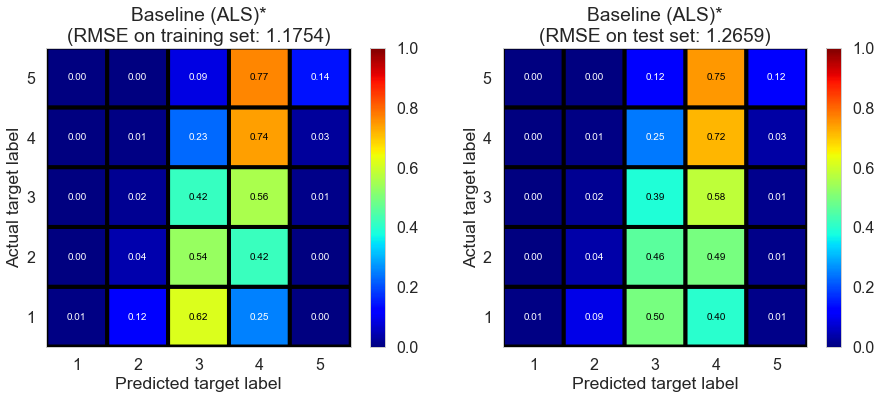 Baseline (ALS)*
(RMSE on training set: 1.1754)
Actual target label
5
0.00 0.00 0.09 0.77 0.14
4
0.00 0.01 0.23 0.74 0.03
3
0.00 0.02 0.42 0.56 0.01
2
0.00 0.04 0.54 0.42 0.00
1
0.01 0.12 0.62 0.25 0.00
1 2 3 4 5
Predicted target label
1.0
0.8
0.6
0.4
0.2
0.0
Baseline (ALS)*
(RMSE on test set: 1.2659)
Actual target label
5
0.00 0.00 0.12 0.75 0.12
4
0.00 0.01 0.25 0.72 0.03
3
0.00 0.02 0.39 0.58 0.01
2
0.00 0.04 0.46 0.49 0.01
1
0.01 0.09 0.50 0.40 0.01
1 2 3 4 5
Predicted target label
1.0
0.8
0.6
0.4
0.2
0.0